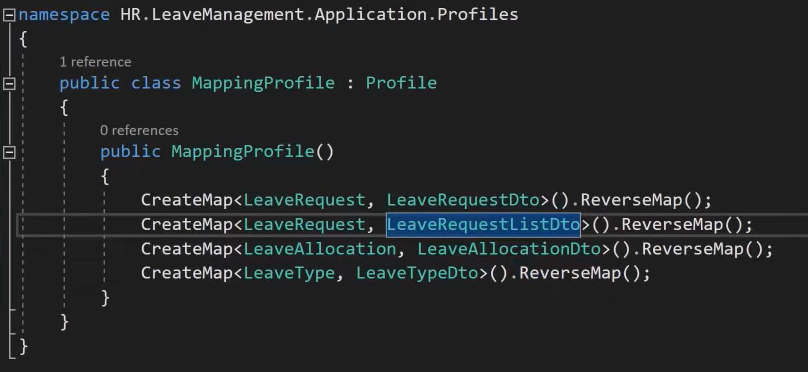 namespace HR.LeaveManagement.Application.Profiles
{
1 reference
public class MappingProfile : Profile
{
0 references
public MappingProfile()
{
CreateMap<LeaveRequest, LeaveRequestDto>().ReverseMap();
CreateMap<LeaveRequest, LeaveRequestListDto>().ReverseMap();
CreateMap<LeaveAllocation, LeaveAllocationDto>().ReverseMap();
CreateMap<LeaveType, LeaveTypeDto>().ReverseMap();
}
}
}